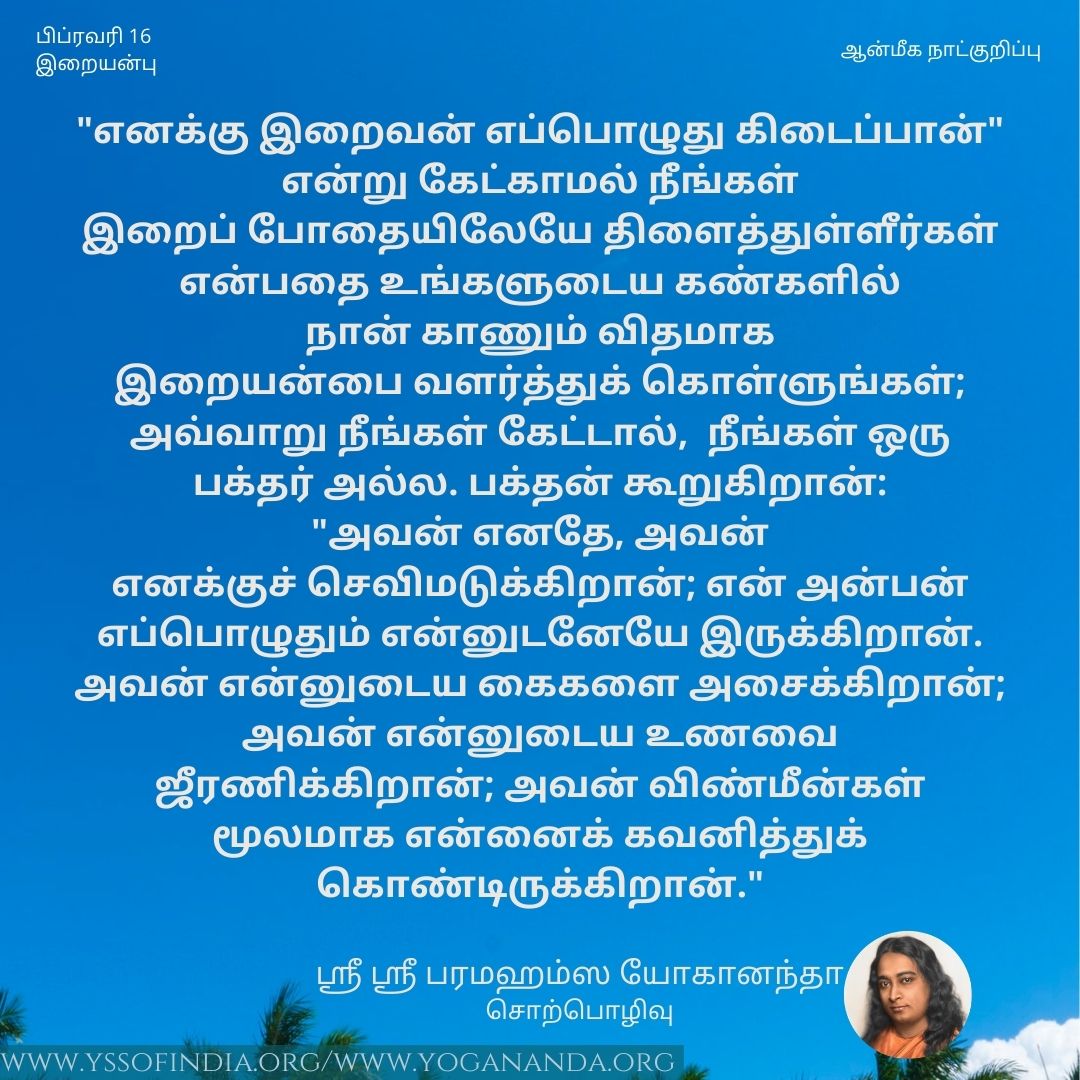 பிப்ரவரி 16
இறையன்பு
ஆன்மீக நாட்குறிப்பு
"எனக்கு இறைவன் எப்பொழுது கிடைப்பான்"
என்று கேட்காமல் நீங்கள்
இறைப் போதையிலேயே திளைத்துள்ளீர்கள்
என்பதை உங்களுடைய கண்களில்
நான் காணும் விதமாக
இறையன்பை வளர்த்துக் கொள்ளுங்கள்;
அவ்வாறு நீங்கள் கேட்டால், நீங்கள் ஒரு
பக்தர் அல்ல. பக்தன் கூறுகிறான்:
"அவன் எனதே, அவன்
எனக்குச் செவிமடுக்கிறான்; என் அன்பன்
எப்பொழுதும் என்னுடனேயே இருக்கிறான்.
அவன் என்னுடைய கைகளை அசைக்கிறான்;
அவன் என்னுடைய உணவை
ஜீரணிக்கிறான்; அவன் விண்மீன்கள்
மூலமாக என்னைக் கவனித்துக்
கொண்டிருக்கிறான்."
ஸ்ரீ ஸ்ரீ பரமஹம்ஸ யோகானந்தா
சொற்பொழிவு
WWW.YSSOFINDIA.ORG/WWW.YOGANANDA.ORG